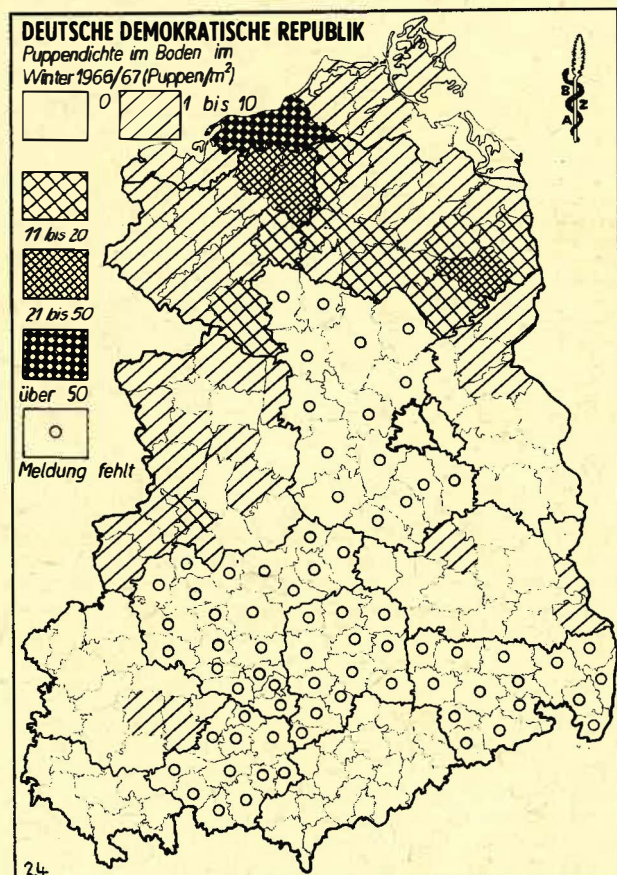 DEUTSCHE DEMOKRATISCHE REPUBLIK
Puppendichte im Boden im
Winter 1966/67 (Puppen/m²)
0
1 bis 10
11 bis 20
21 bis 50
über 50
Meldung fehlt
B Z A
24